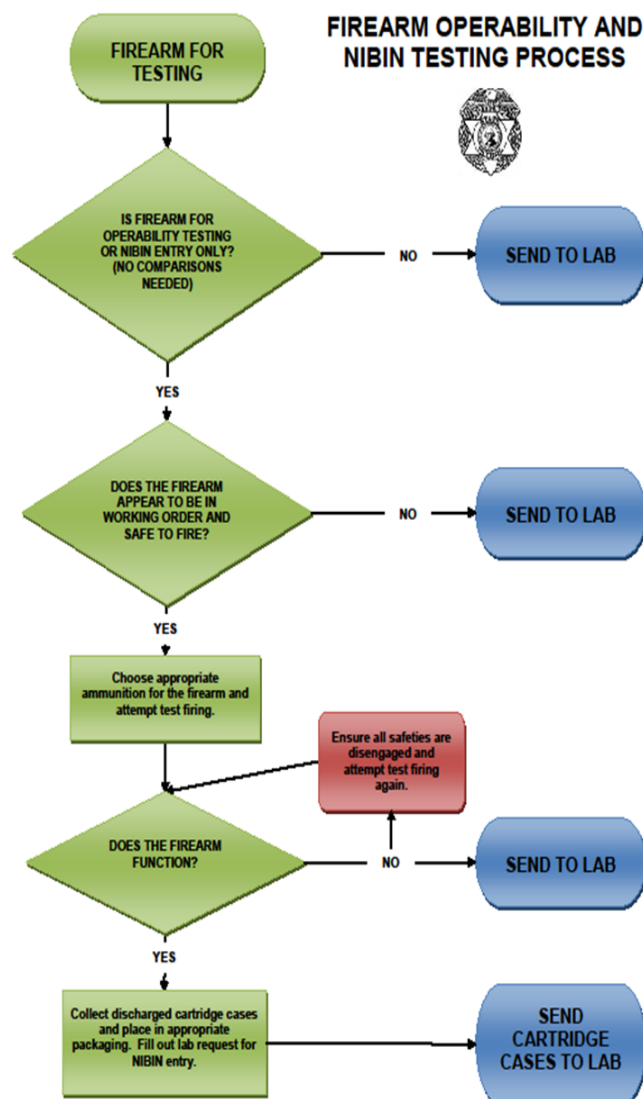 FIREARM OPERABILITY AND
NIBIN TESTING PROCESS
FIREARM FOR
TESTING
IS FIREARM FOR
OPERABILITY TESTING
OR NIBIN ENTRY ONLY?
(NO COMPARISONS
NEEDED)
NO
SEND TO LAB
YES
DOES THE FIREARM
APPEAR TO BE IN
WORKING ORDER AND
SAFE TO FIRE?
NO
SEND TO LAB
YES
Choose appropriate
ammunition for the firearm and
attempt test firing.
Ensure all safeties are
disengaged and
attempt test firing
again.
DOES THE FIREARM
FUNCTION?
NO
SEND TO LAB
YES
Collect discharged cartridge cases
and place in appropriate
packaging. Fill out lab request for
NIBIN entry.
SEND
CARTRIDGE
CASES TO LAB